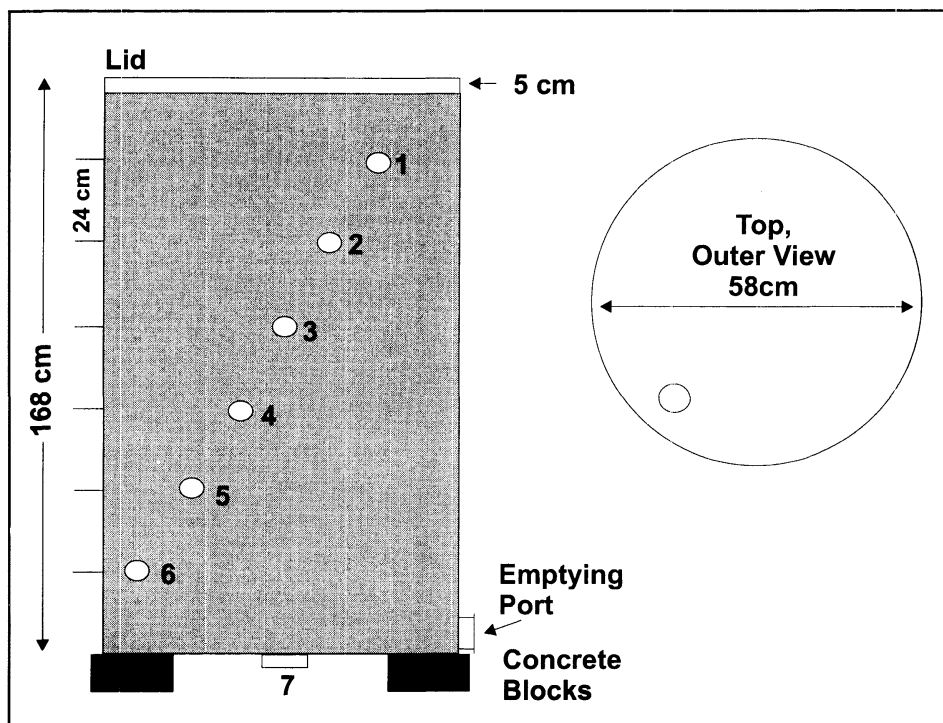 Lid
5 cm
1
24 cm
2
3
168 cm
4
5
6
7
Emptying
Port
Concrete
Blocks
Top,
Outer View
58cm